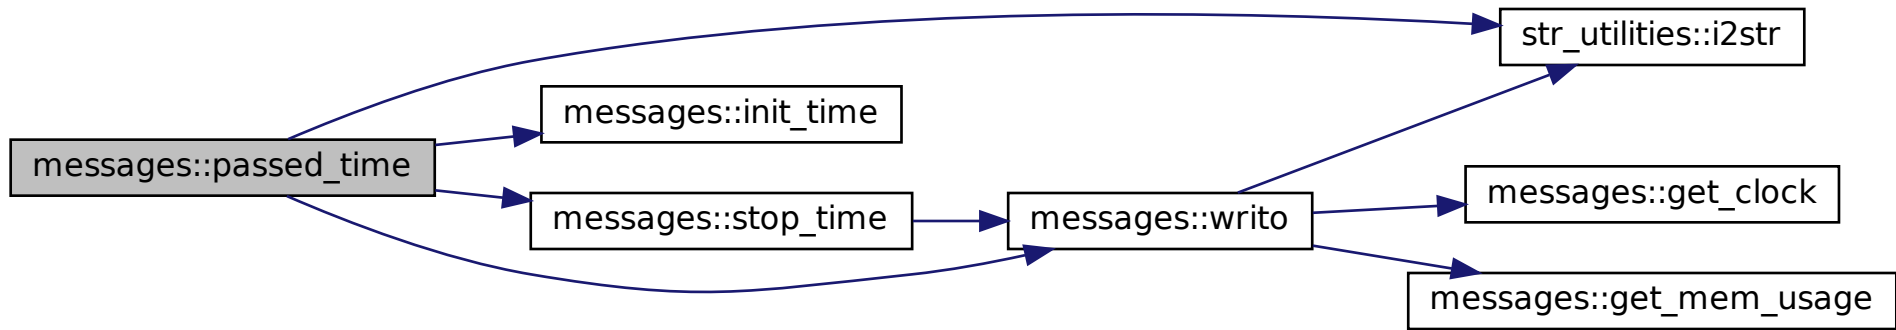 messages::passed_time
messages::init_time
messages::stop_time
messages::writo
str_utilities::i2str
messages::get_clock
messages::get_mem_usage